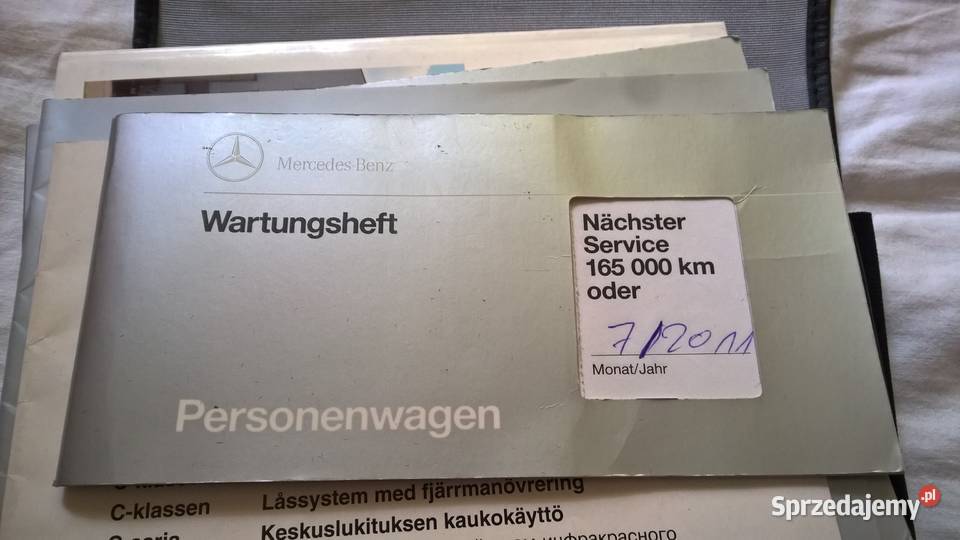 Mercedes-Benz
Wartungsheft
Nächster
Service
165 000 km
oder
7/2011
Monat/Jahr
Personenwagen
C-klassen Låssystem med fjärrmanövrering
Keskuslukituksen kaukokäyttö
инфракрасного
Sprzedajemy.pl